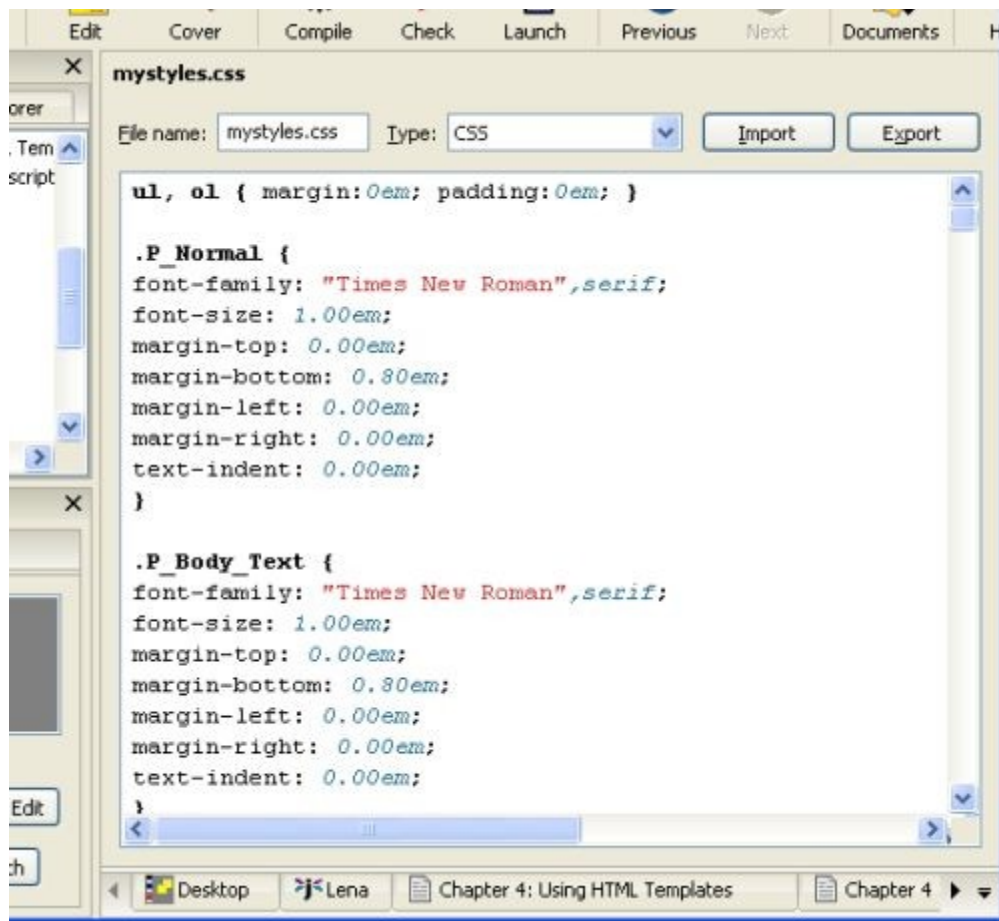 Edit Cover Compile Check Launch Previous Next Documents
mystyles.css
File name: mystyles.css Type: CSS Import Export
ul, ol { margin:0em; padding:0em; }
.P_Normal {
font-family: "Times New Roman",serif;
font-size: 1.00em;
margin-top: 0.00em;
margin-bottom: 0.80em;
margin-left: 0.00em;
margin-right: 0.00em;
text-indent: 0.00em;
}
.P_Body_Text {
font-family: "Times New Roman",serif;
font-size: 1.00em;
margin-top: 0.00em;
margin-bottom: 0.80em;
margin-left: 0.00em;
margin-right: 0.00em;
text-indent: 0.00em;
}
orer
Tem
script
Edit
ch
Desktop Lena Chapter 4: Using HTML Templates Chapter 4